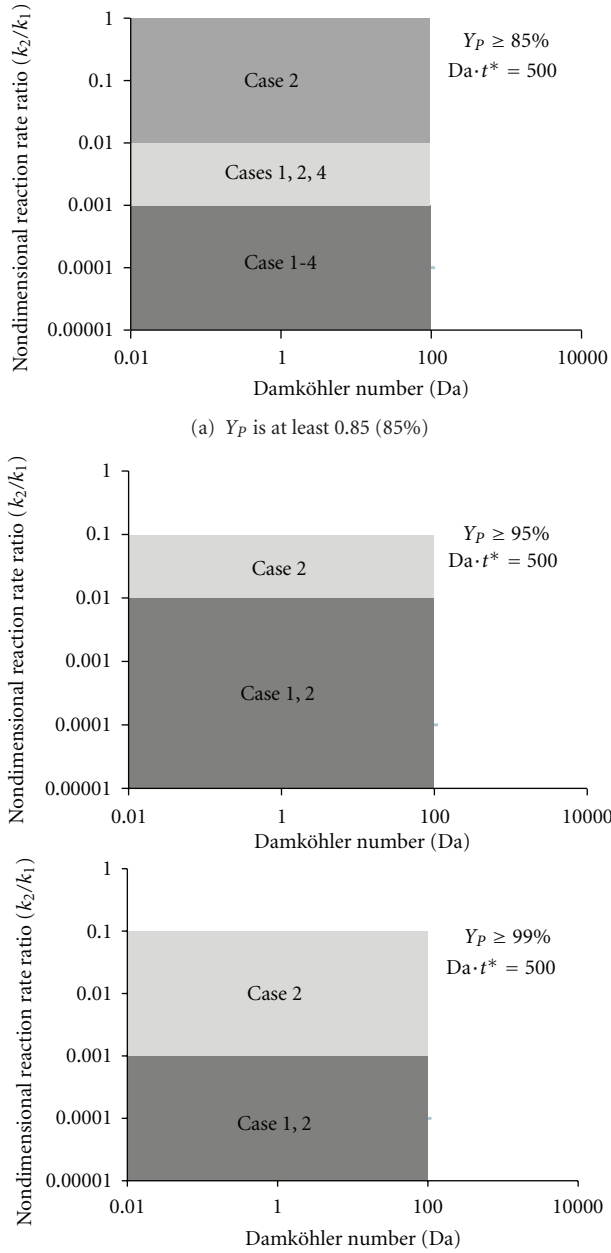 Nondimensional reaction rate ratio (k₂/k₁)
1
0.1
0.01
0.001
0.0001
0.00001
Y_P ≥ 85%
Da·t* = 500
Case 2
Cases 1, 2, 4
Case 1-4
0.01
1
100
10000
Damköhler number (Da)
(a) Y_P is at least 0.85 (85%)
Nondimensional reaction rate ratio (k₂/k₁)
1
0.1
0.01
0.001
0.0001
0.00001
Y_P ≥ 95%
Da·t* = 500
Case 2
Case 1, 2
0.01
1
100
10000
Damköhler number (Da)
Nondimensional reaction rate ratio (k₂/k₁)
1
0.1
0.01
0.001
0.0001
0.00001
Y_P ≥ 99%
Da·t* = 500
Case 2
Case 1, 2
0.01
1
100
10000
Damköhler number (Da)